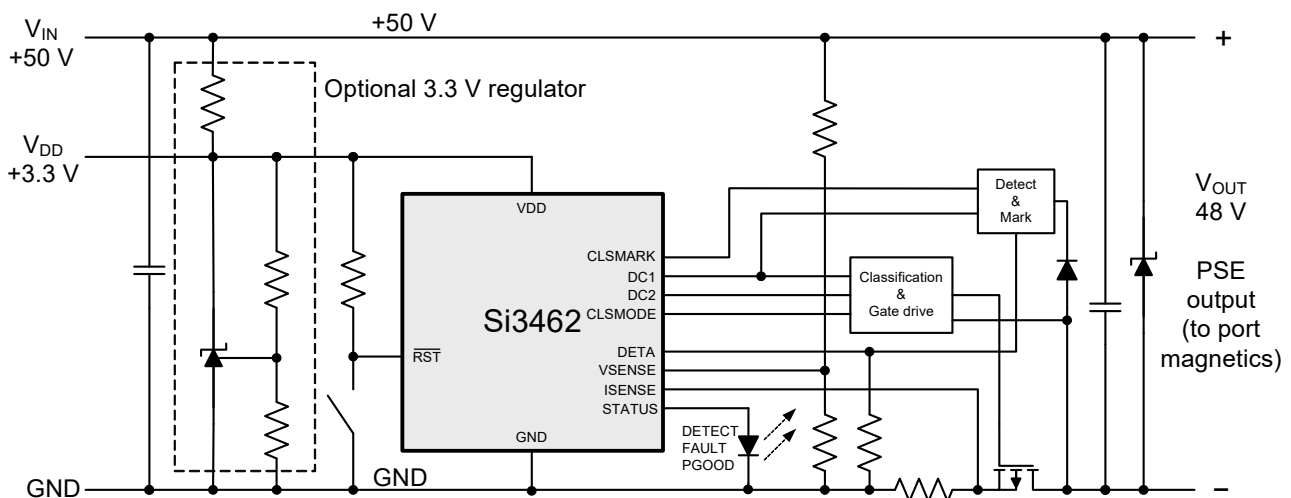 V_IN
+50 V
+50 V
+
Optional 3.3 V regulator
V_DD
+3.3 V
VDD
Detect
&
Mark
V_OUT
48 V
CLSMARK
DC1
DC2
CLSMODE
Classification
&
Gate drive
PSE
output
(to port
magnetics)
Si3462
RST
DETA
VSENSE
ISENSE
STATUS
GND
DETECT
FAULT
PGOOD
GND
GND
–